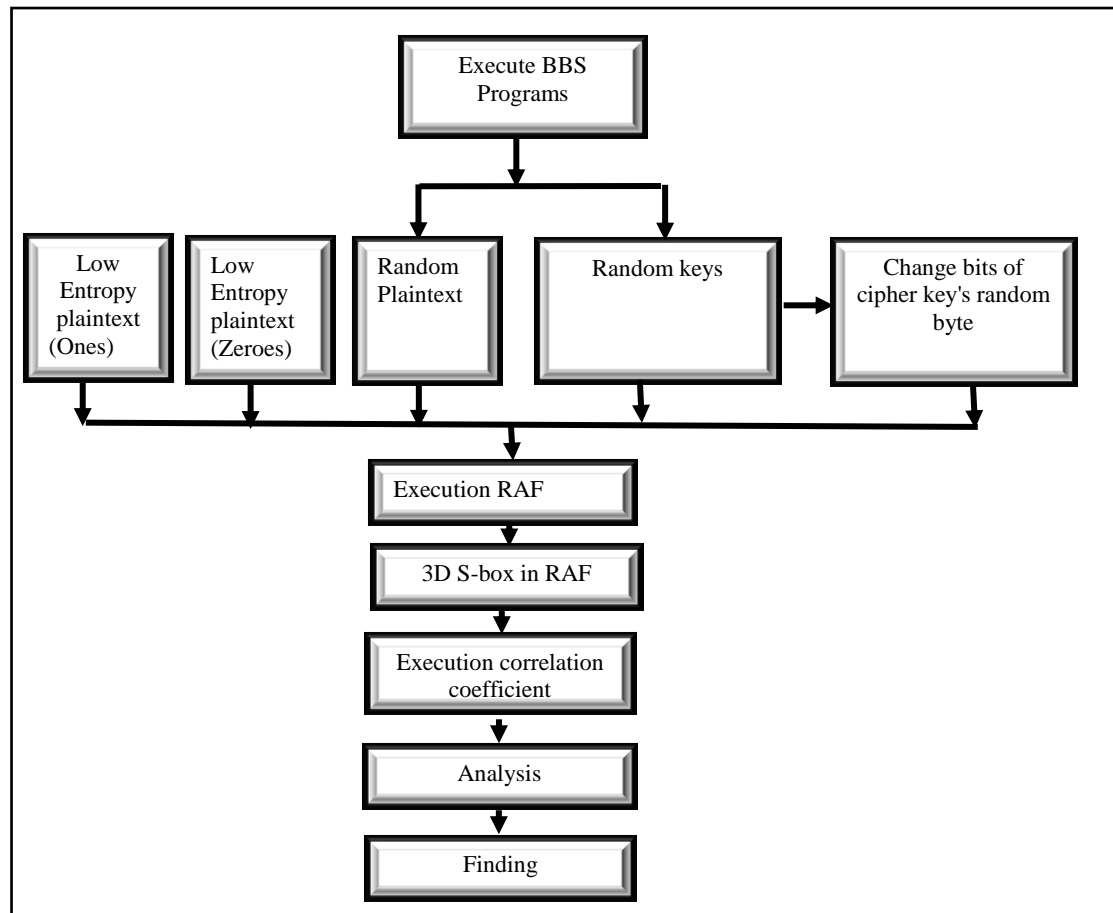 Execute BBS
Programs
Low
Entropy
plaintext
(Ones)
Low
Entropy
plaintext
(Zeroes)
Random
Plaintext
Random keys
Change bits of
cipher key's random
byte
Execution RAF
3D S-box in RAF
Execution correlation
coefficient
Analysis
Finding